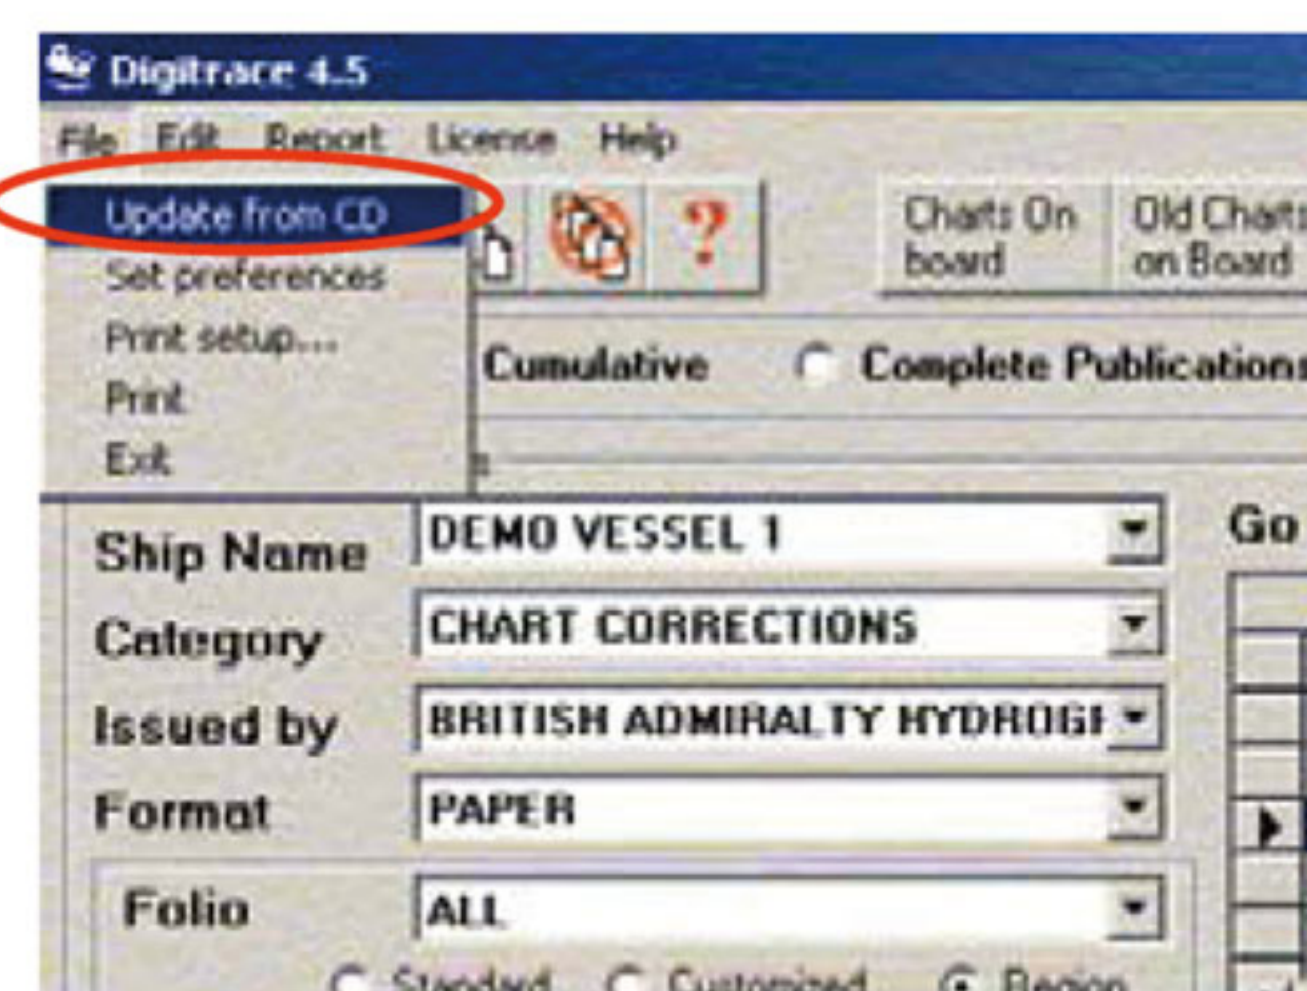 Digitrace 4.5
File Edit Report License Help
Update from CD
Set preferences
Print setup...
Print
Exit
Charts On board
Old Charts on Board
Cumulative Complete Publications
Ship Name DEMO VESSEL 1
Category CHART CORRECTIONS
Issued by BRITISH ADMIRALTY HYDROGR
Format PAPER
Folio ALL
Standard Customized Region
Go